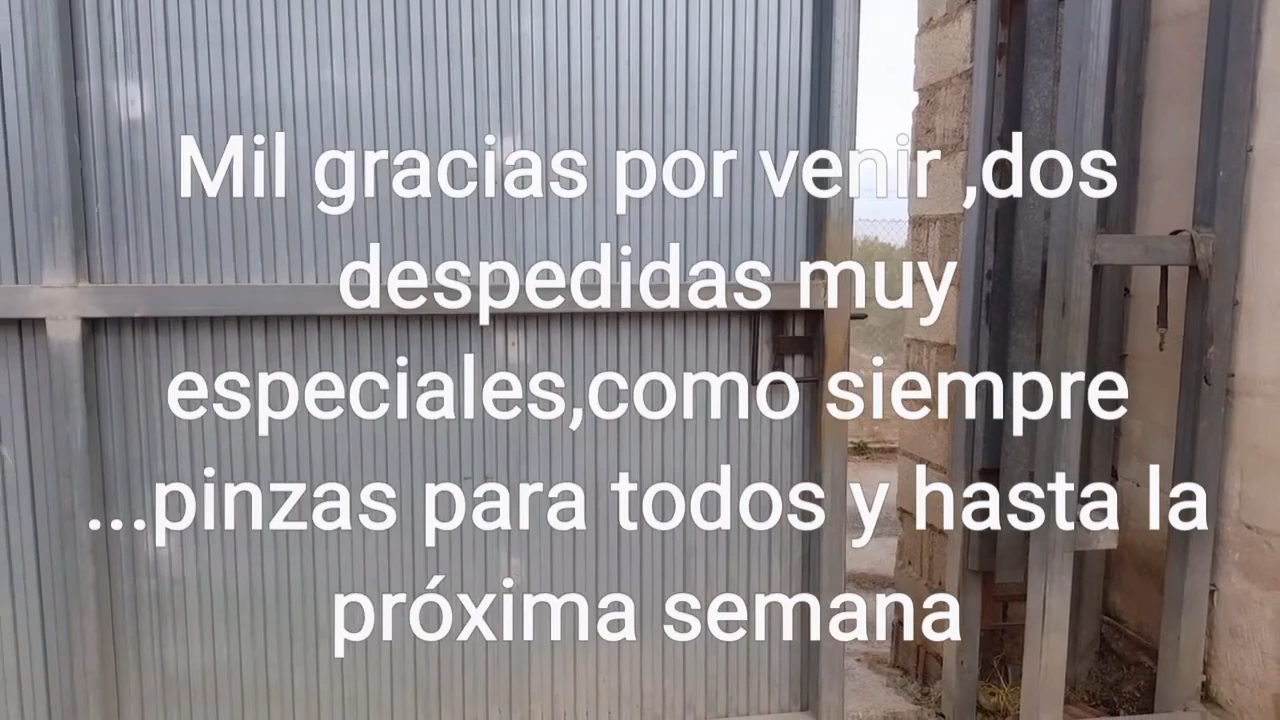 Mil gracias por venir ,dos
despedidas muy
especiales,como siempre
...pinzas para todos y hasta la
próxima semana